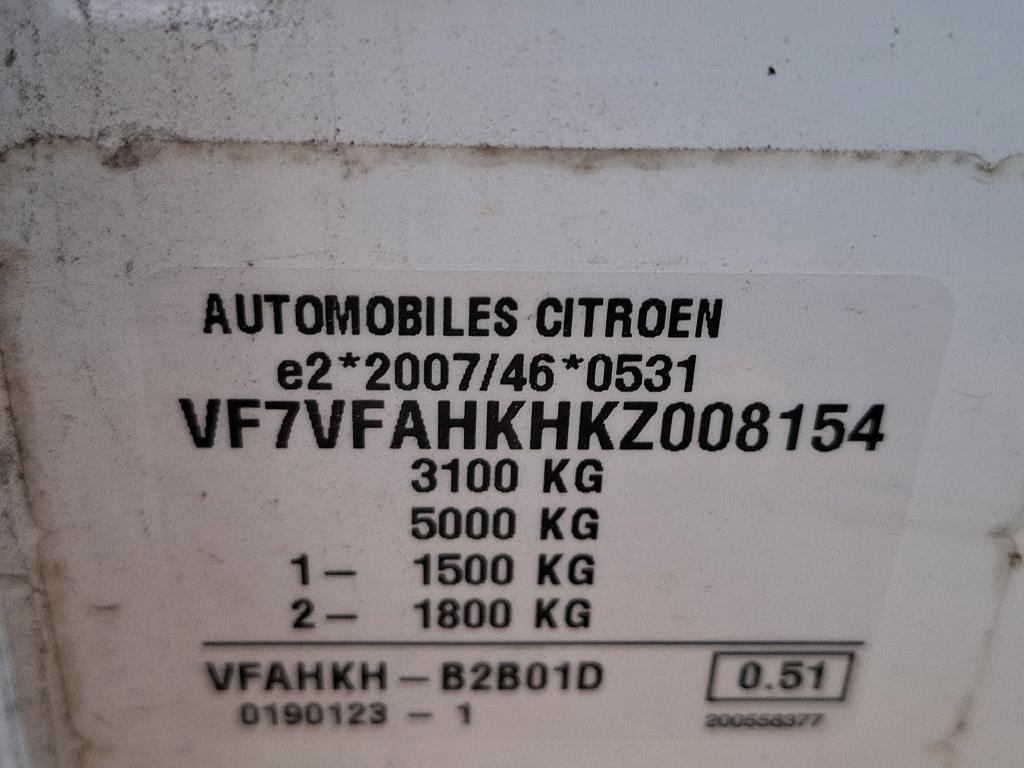 AUTOMOBILES CITROEN
e2*2007/46*0531
VF7VFAHKHKZ008154
3100 KG
5000 KG
1- 1500 KG
2- 1800 KG
VFAHKH-B2B01D 0.51
0190123 - 1 200558377